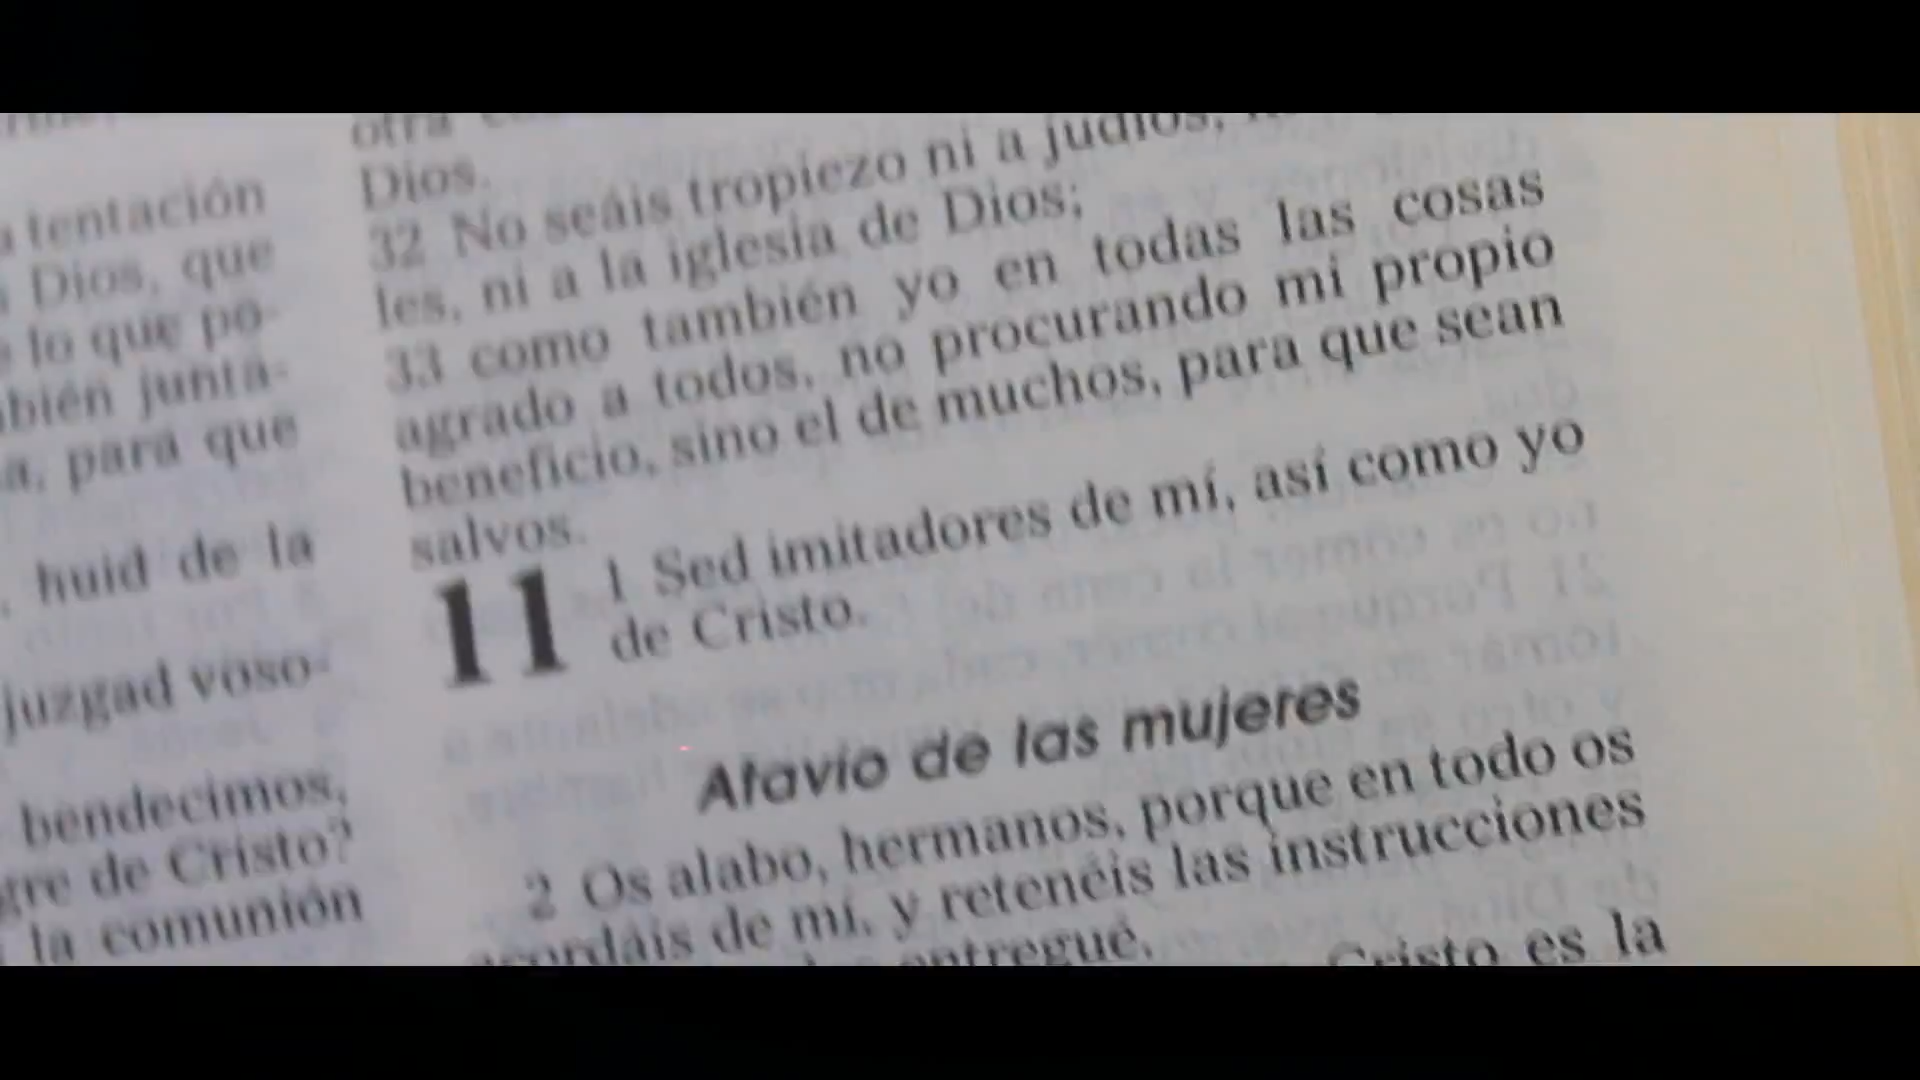 a tentación
Dios, que
lo que po-
bién junta-
a, para que
huid de la
juzgad voso-
bendecimos,
gre de Cristo?
la comunión
otra
Dios.
32 No seáis tropiezo ni a judíos,
les, ni a la iglesia de Dios;
33 como también yo en todas las cosas
agrado a todos, no procurando mi propio
beneficio, sino el de muchos, para que sean
salvos.
11 1 Sed imitadores de mí, así como yo
de Cristo.
Atavío de las mujeres
2 Os alabo, hermanos, porque en todo os
acordáis de mí, y retenéis las instrucciones
entregué.
Cristo es la